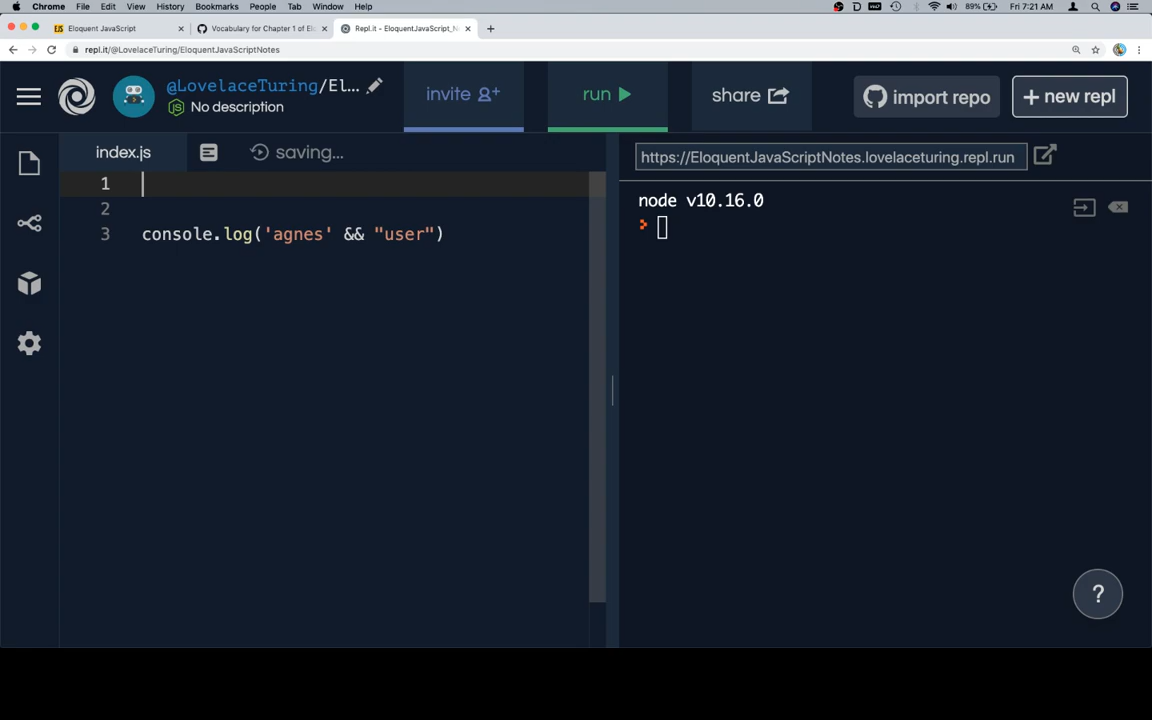 Chrome File Edit View History Bookmarks People Tab Window Help 89% Fri 7:21 AM
Eloquent JavaScript Vocabulary for Chapter 1 of Elo Repl.it - EloquentJavaScript_N
repl.it/@LovelaceTuring/EloquentJavaScriptNotes
@LovelaceTuring/El...
No description
invite
run
share
import repo
+ new repl
index.js
saving...
1
2
3 console.log('agnes' && "user")
https://EloquentJavaScriptNotes.lovelaceturing.repl.run
node v10.16.0
?